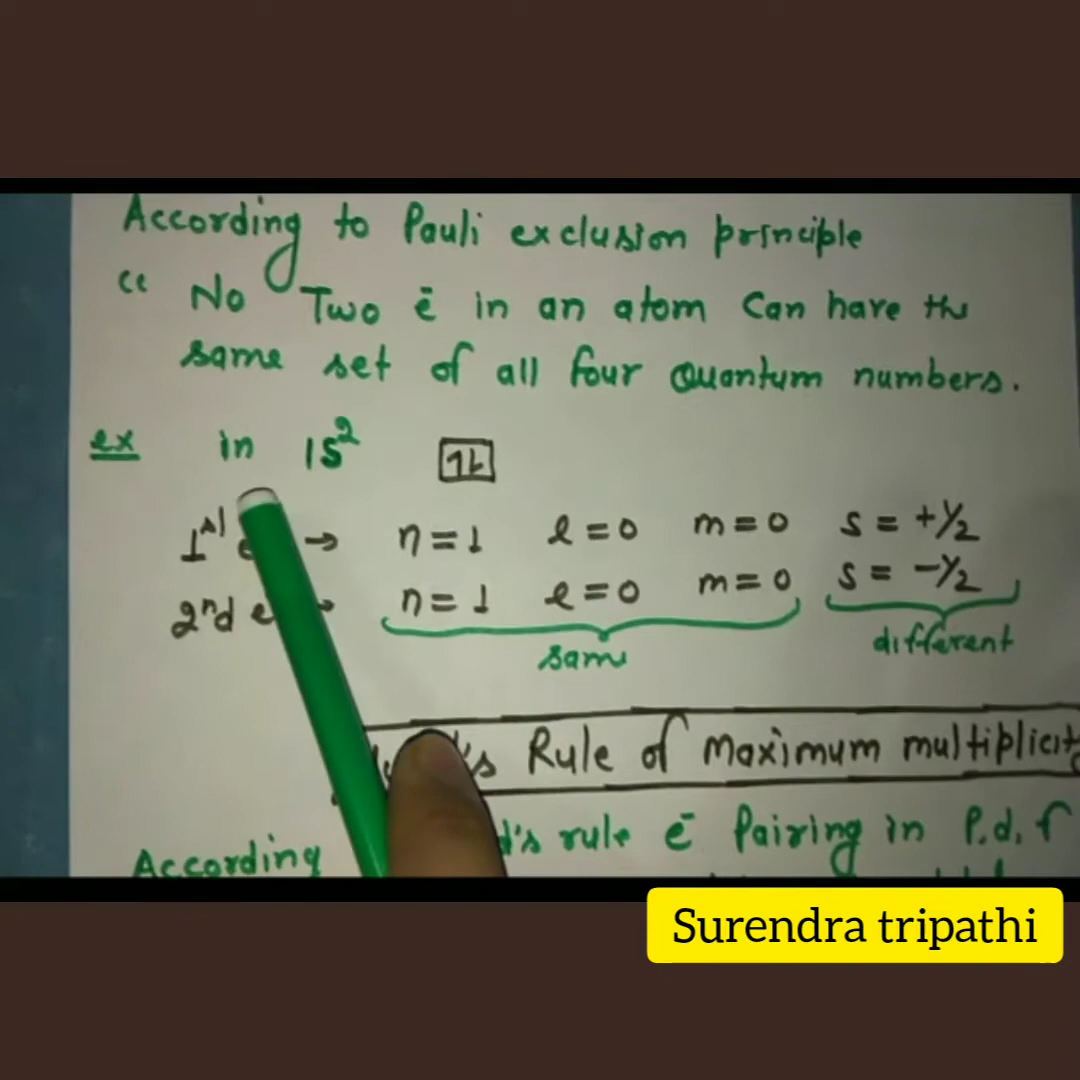 According to Pauli exclusion principle
“ No Two ē in an atom Can have the
same set of all four Quantum numbers.
ex in 1S² 1L
1st e → n = 1 l = 0 m = 0 s = +1/2
2nd e → n = 1 l = 0 m = 0 s = -1/2
same different
Rule of maximum multiplicity
According d's rule ē Pairing in P.d.f
Surendra tripathi